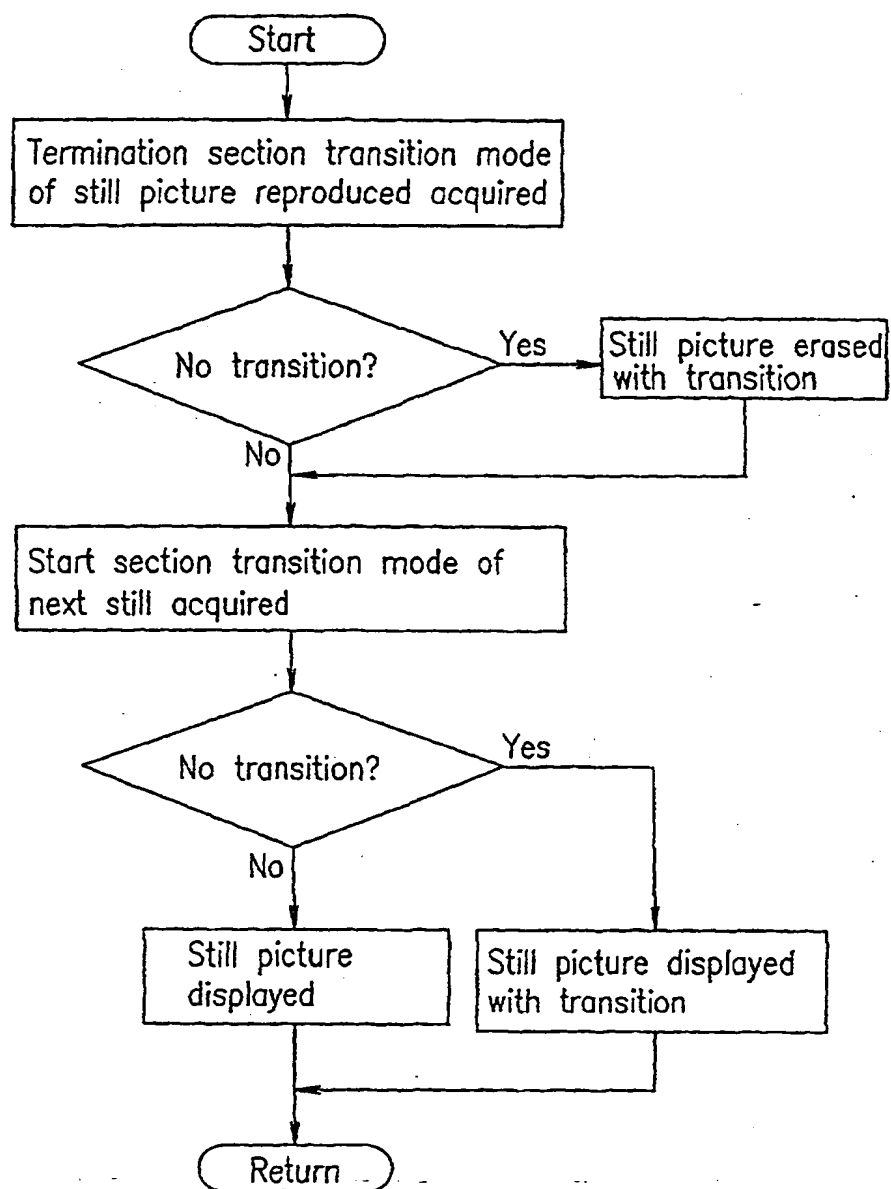 Start
Termination section transition mode
of still picture reproduced acquired
No transition?
Yes
Still picture erased
with transition
No
Start section transition mode of
next still acquired
No transition?
Yes
No
Still picture
displayed
Still picture displayed
with transition
Return